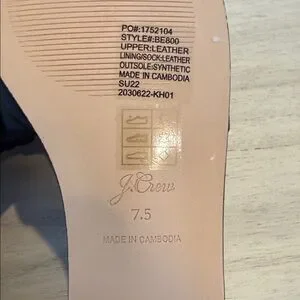 PO#:1752104
STYLE#:BE800
UPPER:LEATHER
LINING/SOCK:LEATHER
OUTSOLE:SYNTHETIC
MADE IN CAMBODIA
SU22
2030622-KH01
J.Crew
7.5
MADE IN CAMBODIA